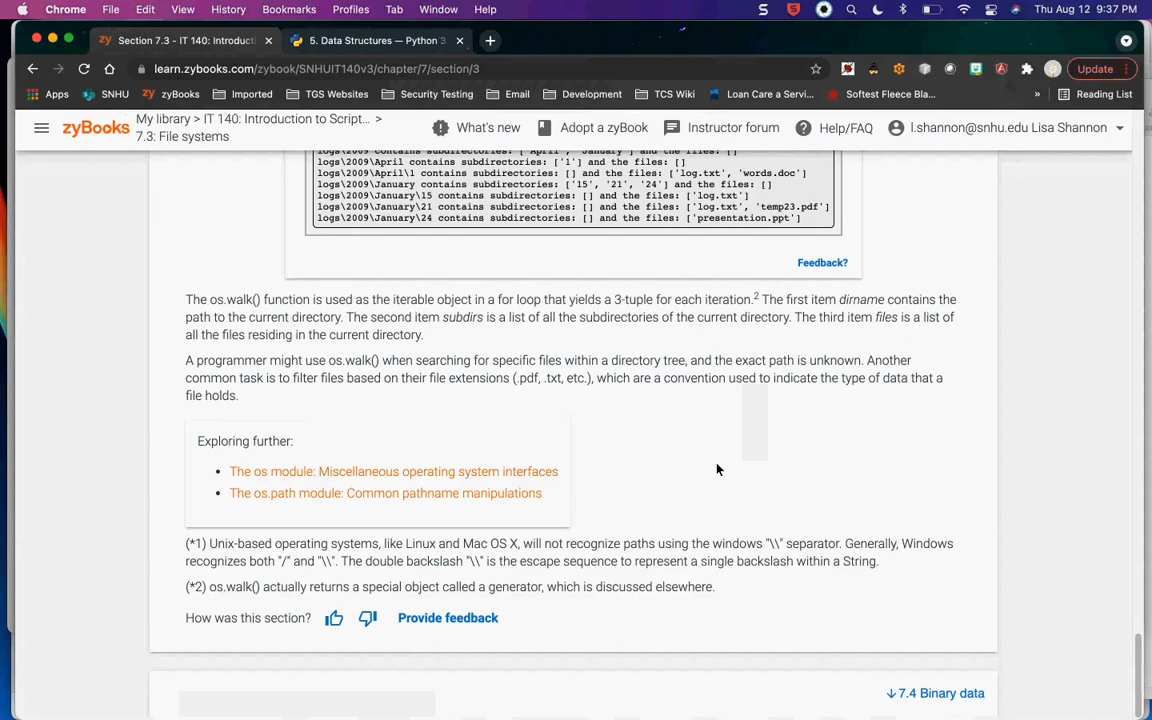 Chrome File Edit View History Bookmarks Profiles Tab Window Help Thu Aug 12 9:37 PM
zy Section 7.3 - IT 140: Introducti × 5. Data Structures — Python 3. × +
learn.zybooks.com/zybook/SNHUIT140v3/chapter/7/section/3 Update
Apps SNHU zy zyBooks Imported TGS Websites Security Testing Email Development TCS Wiki Loan Care a Servi... Softest Fleece Bla... » Reading List
zyBooks My library > IT 140: Introduction to Script... > What's new Adopt a zyBook Instructor forum Help/FAQ l.shannon@snhu.edu Lisa Shannon
7.3: File systems
logs\2009 contains subdirectories: ['April', 'January'] and the files: []
logs\2009\April contains subdirectories: ['1'] and the files: []
logs\2009\April\1 contains subdirectories: [] and the files: ['log.txt', 'words.doc']
logs\2009\January contains subdirectories: ['15', '21', '24'] and the files: []
logs\2009\January\15 contains subdirectories: [] and the files: ['log.txt']
logs\2009\January\21 contains subdirectories: [] and the files: ['log.txt', 'temp23.pdf']
logs\2009\January\24 contains subdirectories: [] and the files: ['presentation.ppt']
Feedback?
The os.walk() function is used as the iterable object in a for loop that yields a 3-tuple for each iteration.2 The first item dirname contains the
path to the current directory. The second item subdirs is a list of all the subdirectories of the current directory. The third item files is a list of
all the files residing in the current directory.
A programmer might use os.walk() when searching for specific files within a directory tree, and the exact path is unknown. Another
common task is to filter files based on their file extensions (.pdf, .txt, etc.), which are a convention used to indicate the type of data that a
file holds.
Exploring further:
• The os module: Miscellaneous operating system interfaces
• The os.path module: Common pathname manipulations
(*1) Unix-based operating systems, like Linux and Mac OS X, will not recognize paths using the windows "\\" separator. Generally, Windows
recognizes both "/" and "\\". The double backslash "\\" is the escape sequence to represent a single backslash within a String.
(*2) os.walk() actually returns a special object called a generator, which is discussed elsewhere.
How was this section? Provide feedback
↓ 7.4 Binary data